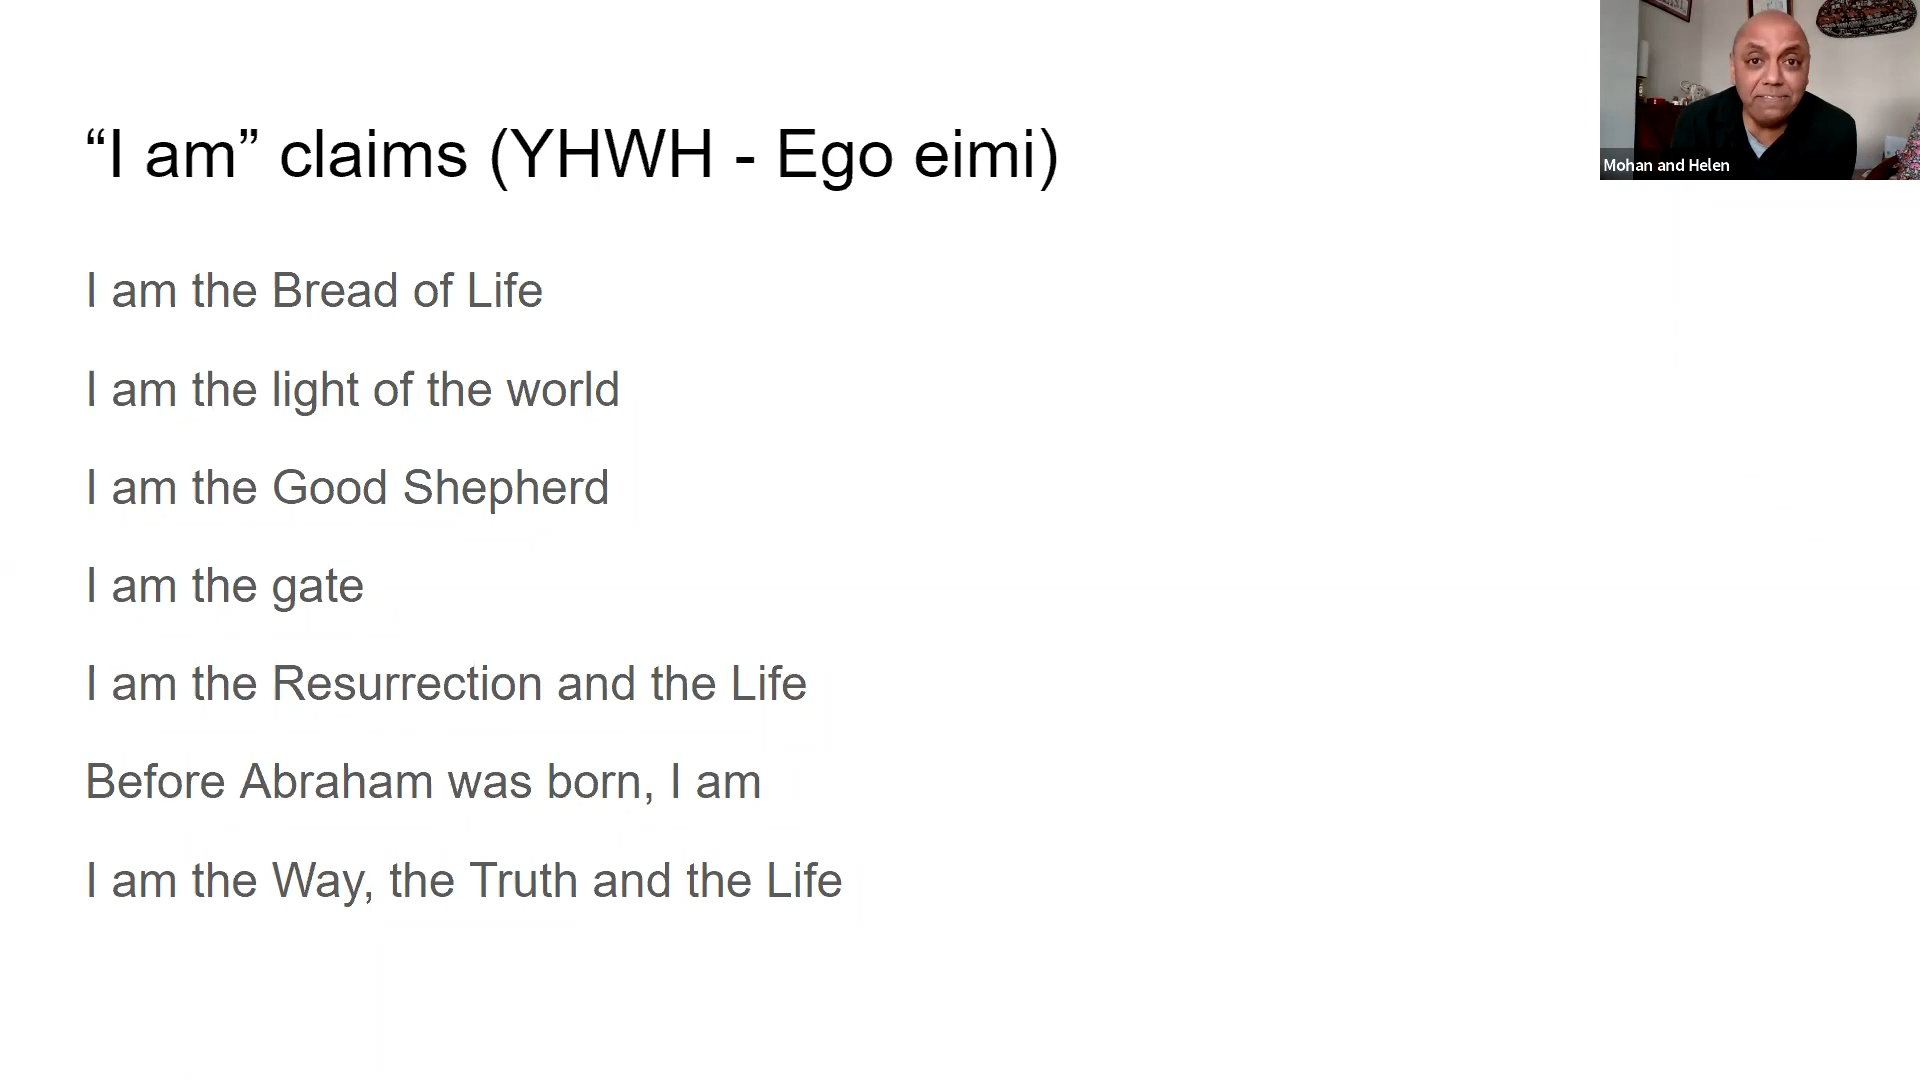 “I am” claims (YHWH - Ego eimi)
Mohan and Helen
I am the Bread of Life
I am the light of the world
I am the Good Shepherd
I am the gate
I am the Resurrection and the Life
Before Abraham was born, I am
I am the Way, the Truth and the Life